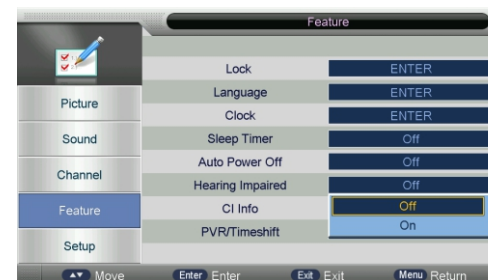 Feature
Lock ENTER
Language ENTER
Clock ENTER
Sleep Timer Off
Auto Power Off Off
Hearing Impaired Off
CI Info Off
PVR/Timeshift On
Picture
Sound
Channel
Feature
Setup
Move Enter Enter Exit Exit Menu Return